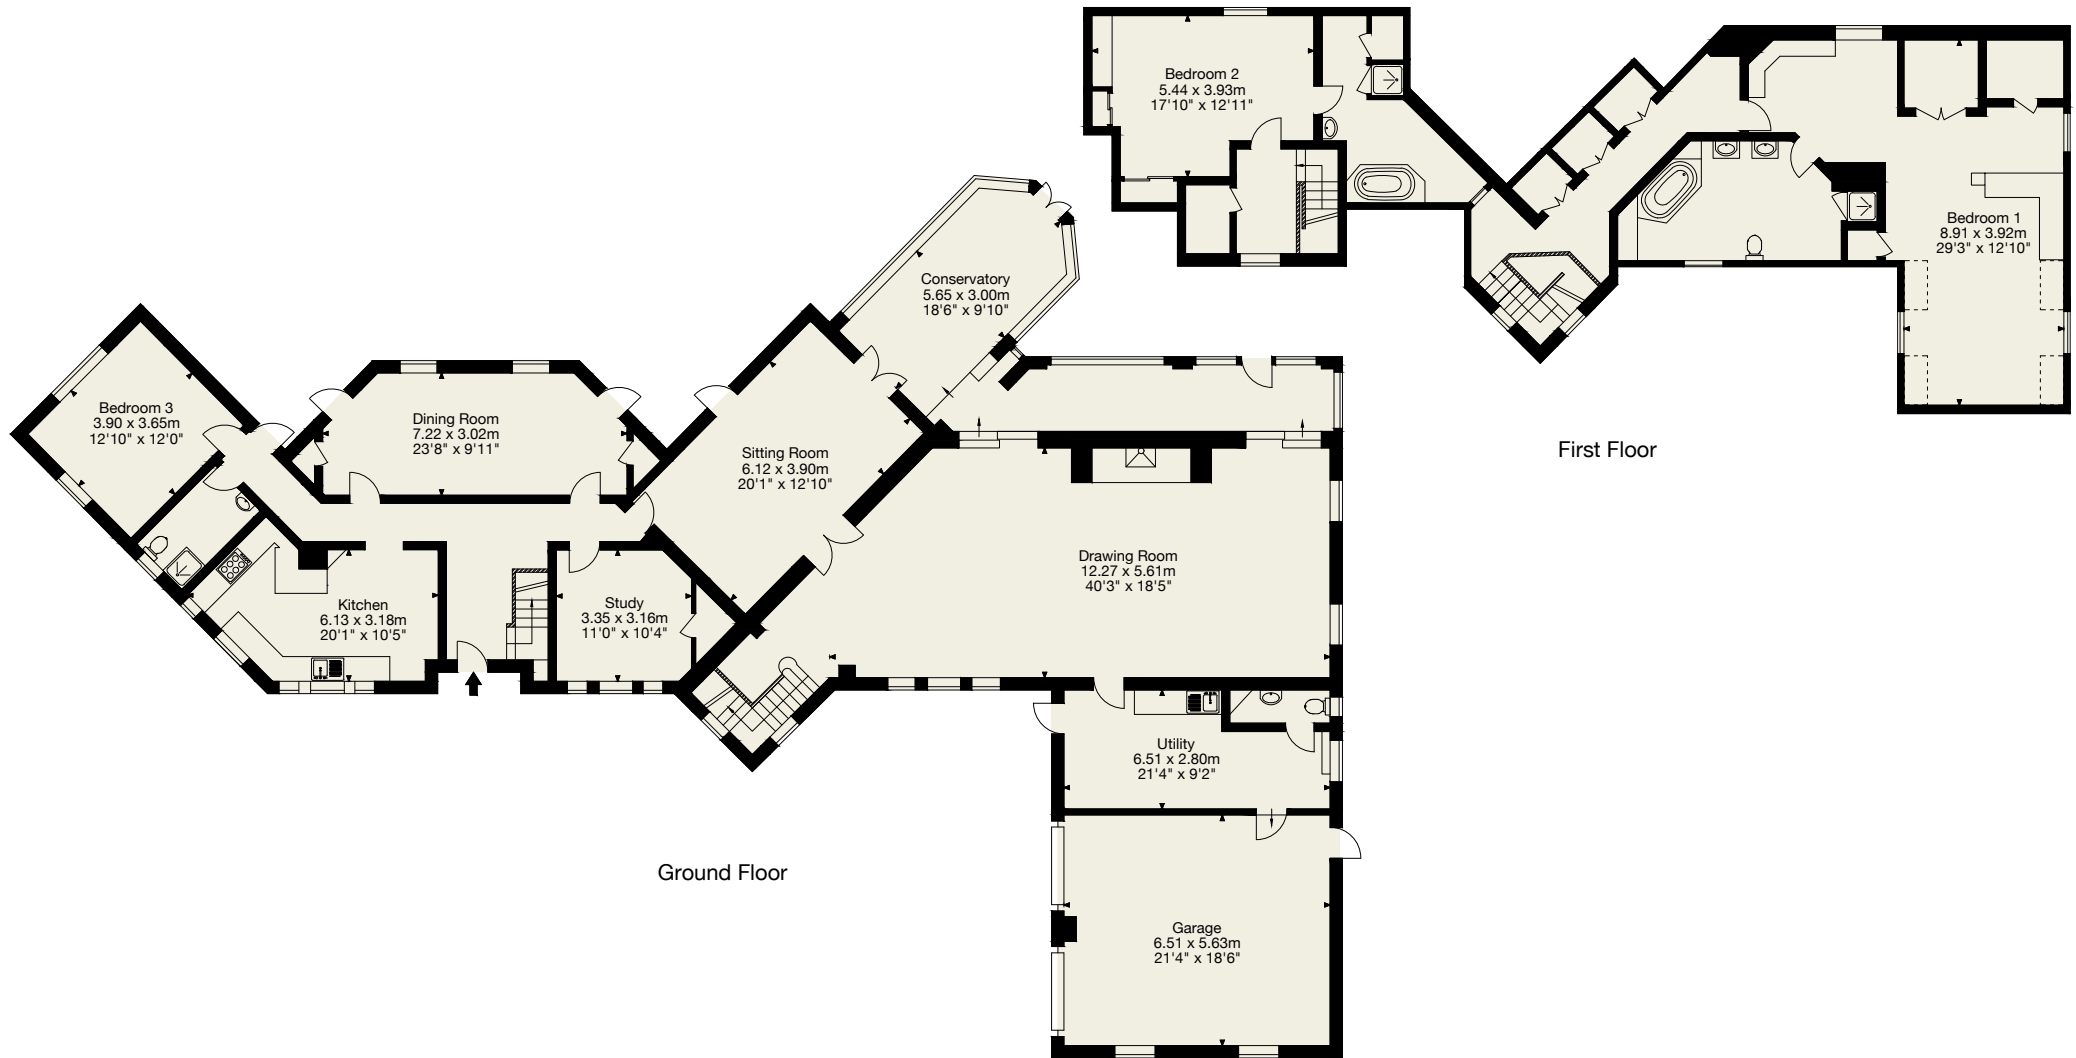 Bedroom 2
5.44 x 3.93m
17'10" x 12'11"
Bedroom 1
8.91 x 3.92m
29'3" x 12'10"
First Floor
Conservatory
5.65 x 3.00m
18'6" x 9'10"
Bedroom 3
3.90 x 3.65m
12'10" x 12'0"
Dining Room
7.22 x 3.02m
23'8" x 9'11"
Sitting Room
6.12 x 3.90m
20'1" x 12'10"
Drawing Room
12.27 x 5.61m
40'3" x 18'5"
Kitchen
6.13 x 3.18m
20'1" x 10'5"
Study
3.35 x 3.16m
11'0" x 10'4"
Utility
6.51 x 2.80m
21'4" x 9'2"
Garage
6.51 x 5.63m
21'4" x 18'6"
Ground Floor